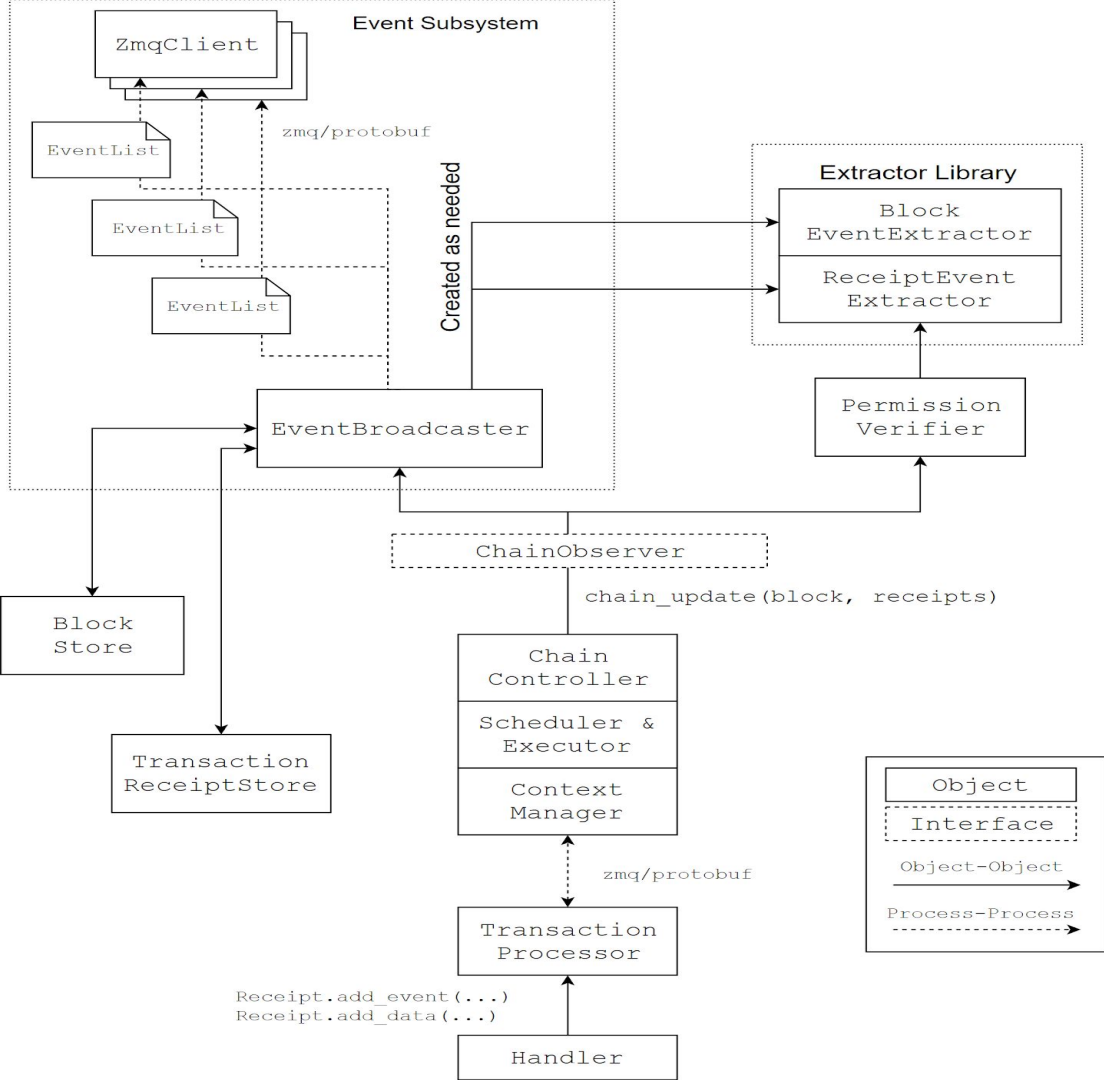 Event Subsystem
ZmqClient
zmq/protobuf
EventList
EventList
EventList
Created as needed
Extractor Library
Block
EventExtractor
ReceiptEvent
Extractor
EventBroadcaster
Permission
Verifier
ChainObserver
chain_update(block, receipts)
Block
Store
Chain
Controller
Scheduler &
Executor
Context
Manager
Transaction
ReceiptStore
zmq/protobuf
Transaction
Processor
Receipt.add_event(...)
Receipt.add_data(...)
Handler
Object
Interface
Object-Object
Process-Process